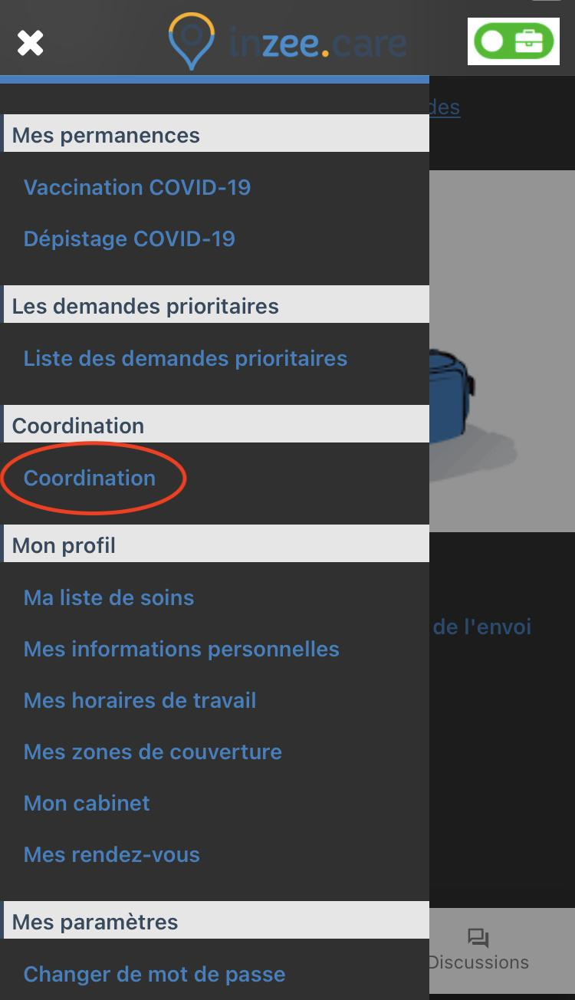 inzee.care
des
Mes permanences
Vaccination COVID-19
Dépistage COVID-19
Les demandes prioritaires
Liste des demandes prioritaires
Coordination
Coordination
Mon profil
Ma liste de soins
de l'envoi
Mes informations personnelles
Mes horaires de travail
Mes zones de couverture
Mon cabinet
Mes rendez-vous
Mes paramètres
Discussions
Changer de mot de passe